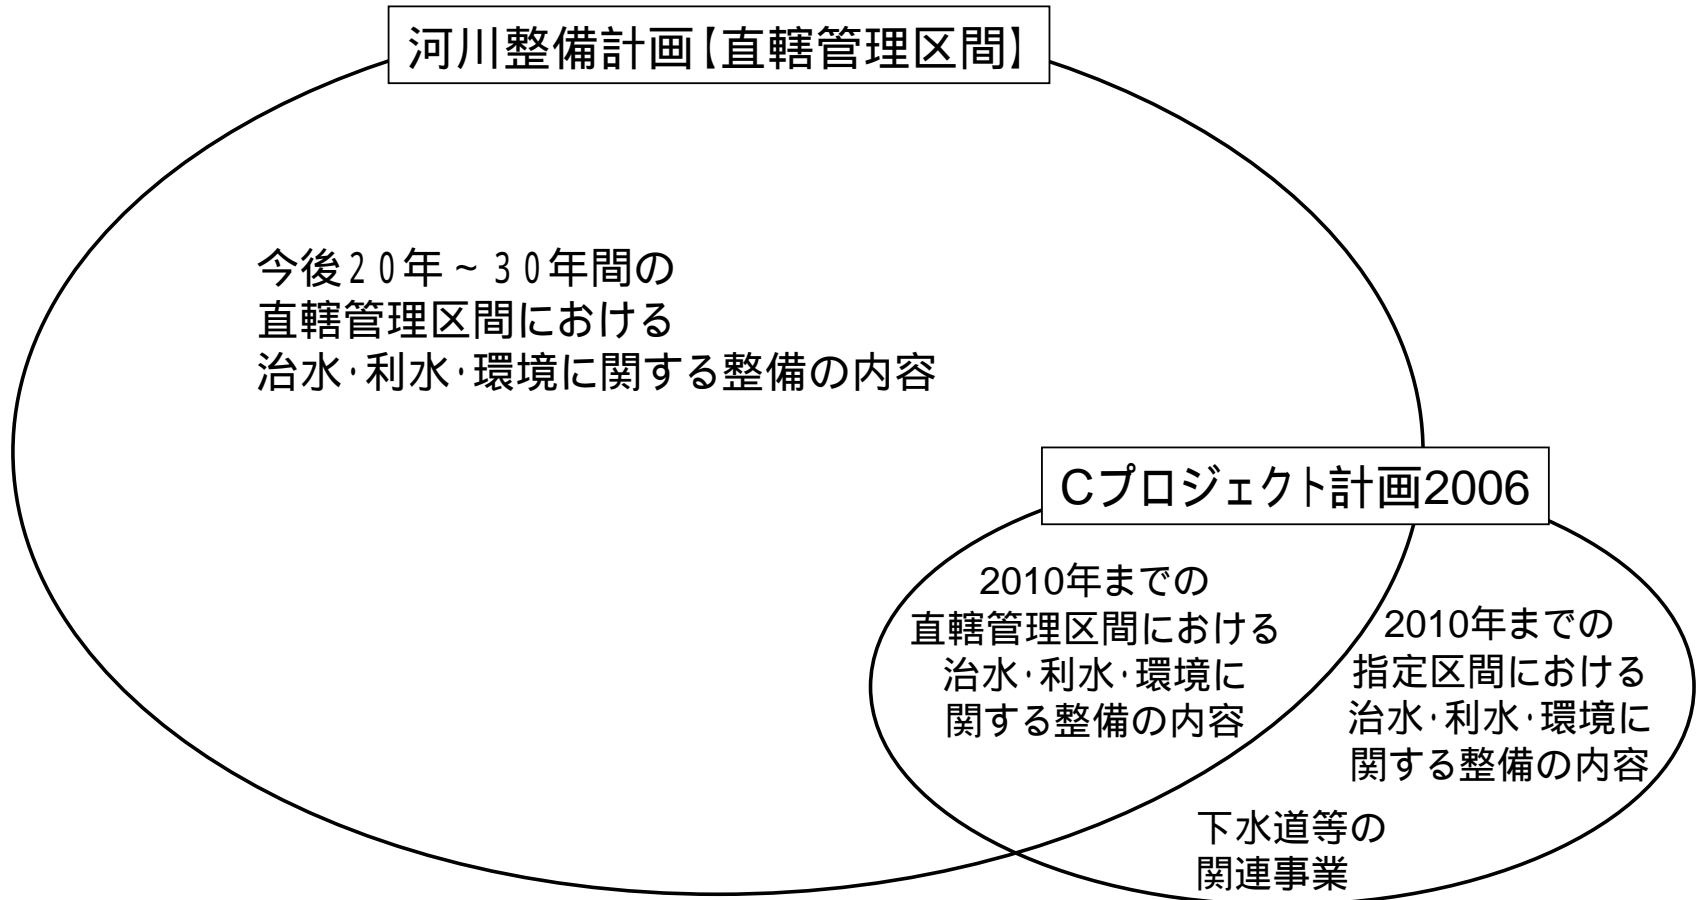 河川整備計画【直轄管理区間】
今後20年~30年間の
直轄管理区間における
治水・利水・環境に関する整備の内容
Cプロジェクト計画2006
2010年までの
直轄管理区間における
治水・利水・環境に
関する整備の内容
2010年までの
指定区間における
治水・利水・環境に
関する整備の内容
下水道等の
関連事業